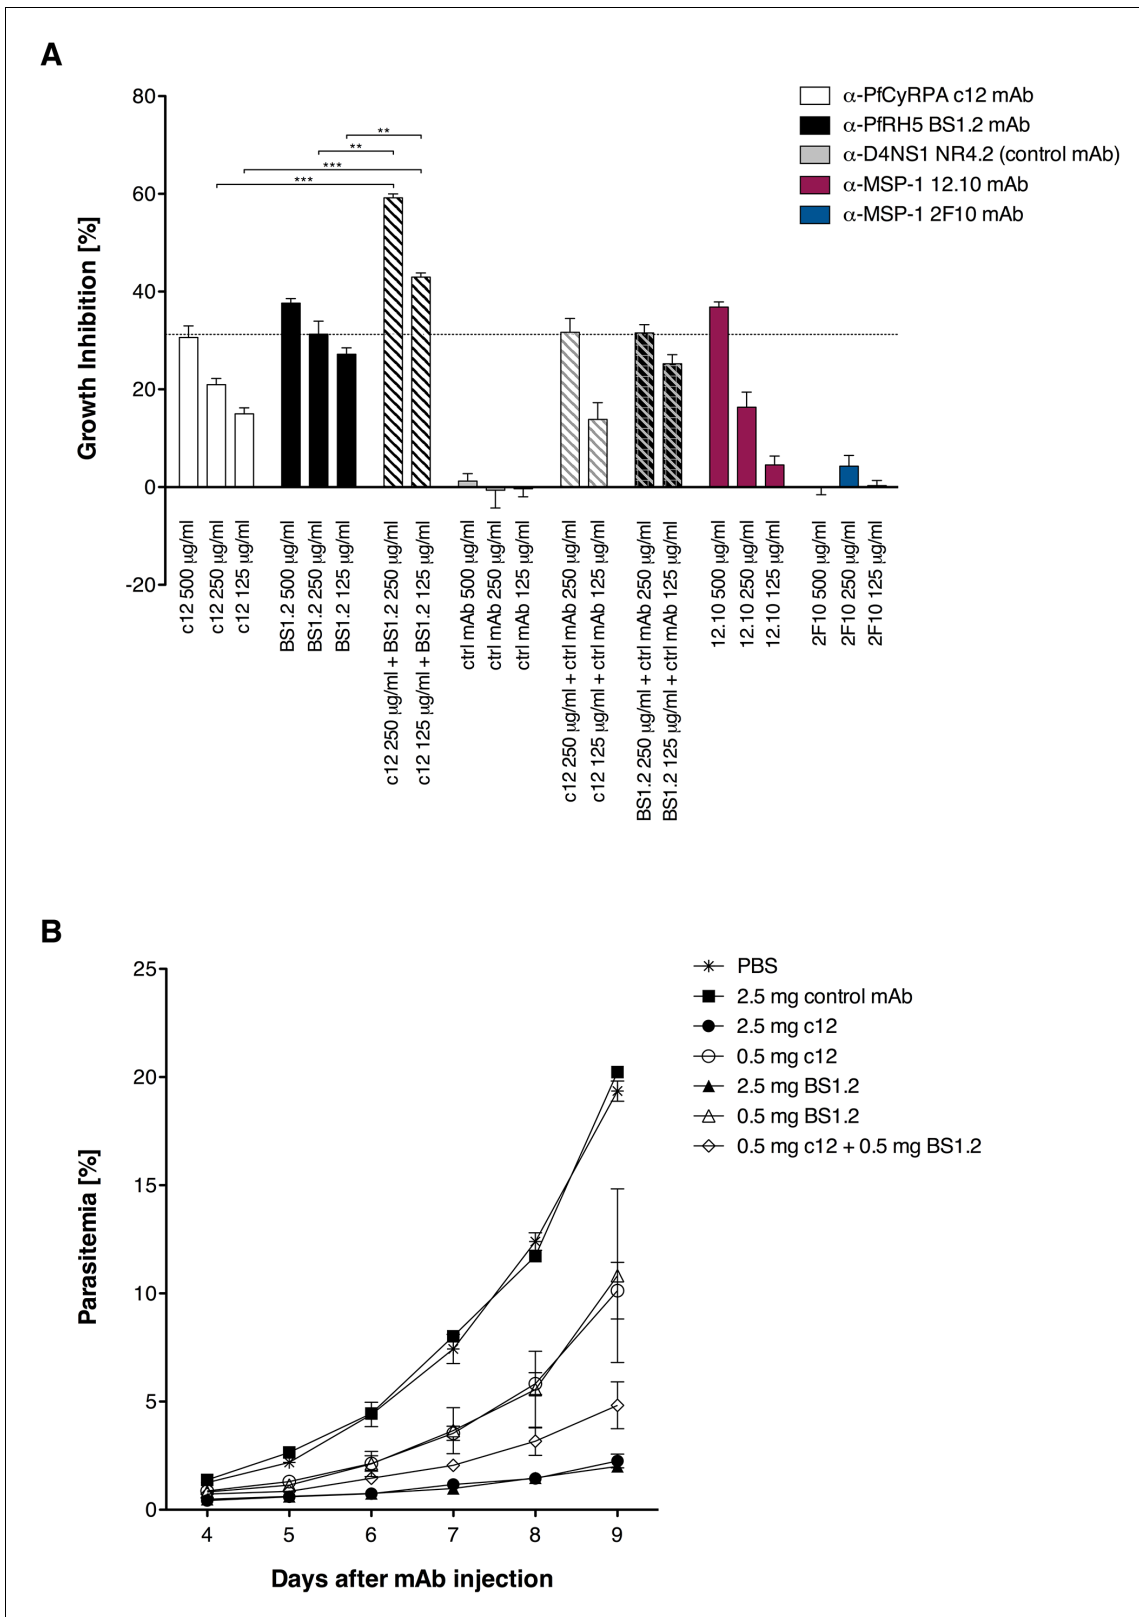 A
80
60
40
20
0
-20
Growth Inhibition [%]
**
**
***
***
α-PfCyRPA c12 mAb
α-PfRH5 BS1.2 mAb
α-D4NS1 NR4.2 (control mAb)
α-MSP-1 12.10 mAb
α-MSP-1 2F10 mAb
c12 500 μg/ml
c12 250 μg/ml
c12 125 μg/ml
BS1.2 500 μg/ml
BS1.2 250 μg/ml
BS1.2 125 μg/ml
c12 250 μg/ml + BS1.2 250 μg/ml
c12 125 μg/ml + BS1.2 125 μg/ml
ctrl mAb 500 μg/ml
ctrl mAb 250 μg/ml
ctrl mAb 125 μg/ml
c12 250 μg/ml + ctrl mAb 250 μg/ml
c12 125 μg/ml + ctrl mAb 125 μg/ml
BS1.2 250 μg/ml + ctrl mAb 250 μg/ml
BS1.2 125 μg/ml + ctrl mAb 125 μg/ml
12.10 500 μg/ml
12.10 250 μg/ml
12.10 125 μg/ml
2F10 500 μg/ml
2F10 250 μg/ml
2F10 125 μg/ml
B
25
20
15
10
5
0
Parasitemia [%]
4 5 6 7 8 9
Days after mAb injection
PBS
2.5 mg control mAb
2.5 mg c12
0.5 mg c12
2.5 mg BS1.2
0.5 mg BS1.2
0.5 mg c12 + 0.5 mg BS1.2